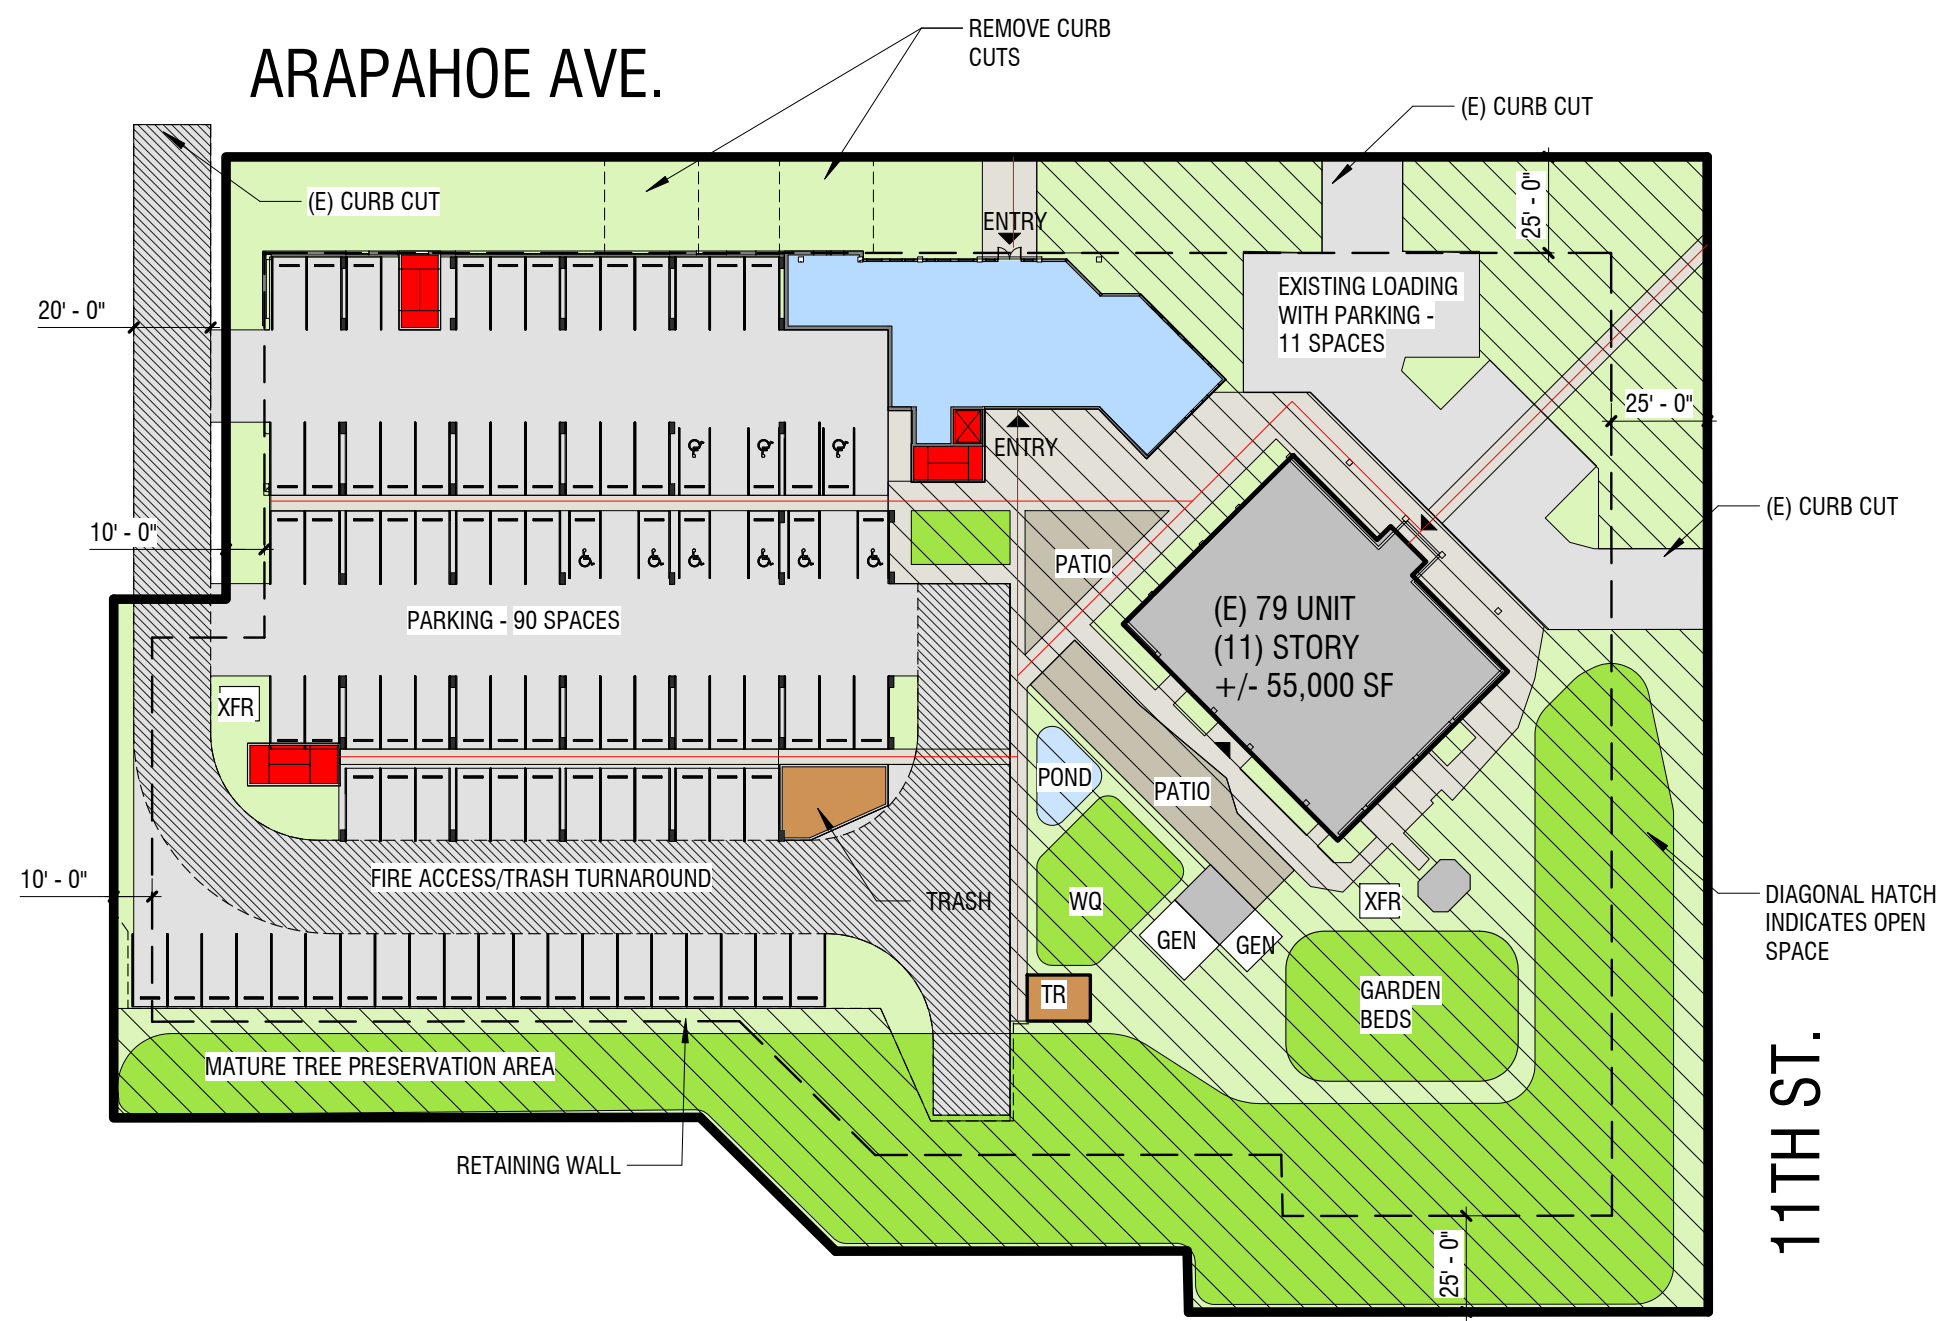 REMOVE CURB
CUTS
ARAPAHOE AVE.
(E) CURB CUT
(E) CURB CUT
25' - 0"
ENTRY
EXISTING LOADING
WITH PARKING -
11 SPACES
20' - 0"
25' - 0"
ENTRY
(E) CURB CUT
10' - 0"
PATIO
PARKING - 90 SPACES
(E) 79 UNIT
(11) STORY
+/- 55,000 SF
XFR
POND
PATIO
10' - 0"
FIRE ACCESS/TRASH TURNAROUND
TRASH
WQ
XFR
DIAGONAL HATCH
INDICATES OPEN
SPACE
GEN
GEN
TR
GARDEN
BEDS
MATURE TREE PRESERVATION AREA
RETAINING WALL
11TH ST.
25' - 0"